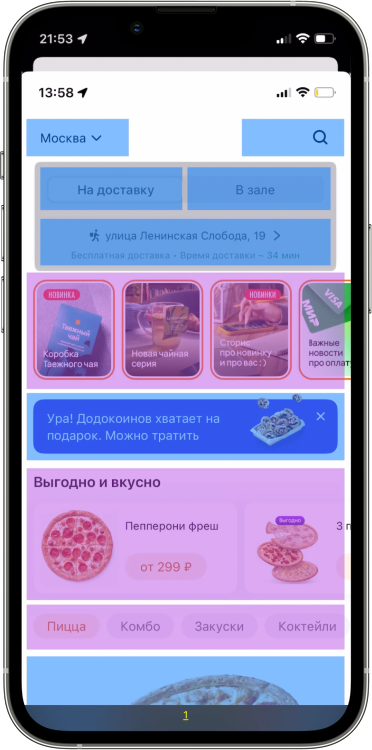 21:53
13:58
Москва
На доставку
В зале
улица Ленинская Слобода, 19
Бесплатная доставка • Время доставки ~ 34 мин
НОВИНКА
Таежный
чай
Коробка
Таежного чая
Новая чайная
серия
НОВИНКИ
Сторис
про новинку
и про вас : )
VISA
МИР
Важные
новости
про оплат
Ура! Додокоинов хватает на
подарок. Можно тратить
Выгодно и вкусно
Пепперони фреш
от 299 ₽
Выгодно
3 п
Пицца
Комбо
Закуски
Коктейли
1